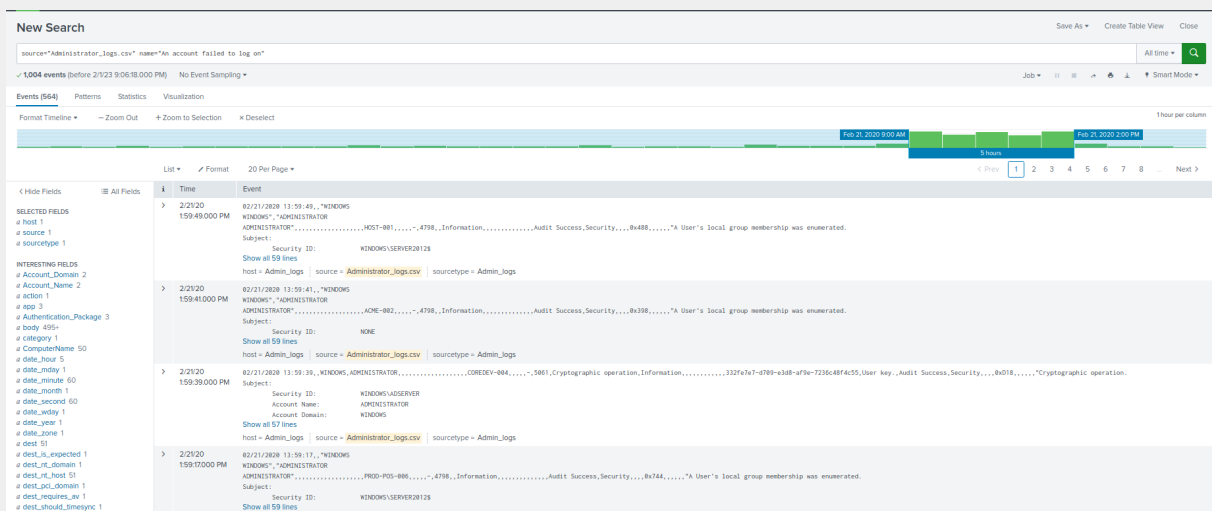 New Search
Save As ▾ Create Table View Close
source="Administrator_logs.csv" name="An account failed to log on"
All time ▾
✓ 1,004 events (before 2/1/23 9:06:18.000 PM) No Event Sampling ▾
Job ▾ Smart Mode ▾
Events (564) Patterns Statistics Visualization
Format Timeline ▾ — Zoom Out + Zoom to Selection × Deselect
1 hour per column
Feb 21, 2020 9:00 AM
Feb 21, 2020 2:00 PM
5 hours
List ▾ Format 20 Per Page ▾
< Prev 1 2 3 4 5 6 7 8 ... Next >
< Hide Fields All Fields
SELECTED FIELDS
a host 1
a source 1
a sourcetype 1
INTERESTING FIELDS
a Account_Domain 2
a Account_Name 2
a action 1
a app 3
a Authentication_Package 3
a body 495+
a category 1
a ComputerName 50
# date_hour 5
# date_mday 1
# date_minute 60
a date_month 1
# date_second 60
a date_wday 1
# date_year 1
a date_zone 1
a dest 51
a dest_is_expected 1
a dest_nt_domain 1
a dest_nt_host 51
a dest_pci_domain 1
a dest_requires_av 1
a dest_should_timesync 1
i Time Event
> 2/21/20
1:59:49.000 PM
02/21/2020 13:59:49,,"WINDOWS
WINDOWS","ADMINISTRATOR
ADMINISTRATOR",,,,,,,,,,,,,,,,,,,HOST-001,,,,,-,4798,,Information,,,,,,,,,,,,,Audit Success,Security,,,,0x488,,,,,,"A User's local group membership was enumerated.
Subject:
Security ID: WINDOWS\SERVER2012$
Show all 59 lines
host = Admin_logs source = Administrator_logs.csv sourcetype = Admin_logs
> 2/21/20
1:59:41.000 PM
02/21/2020 13:59:41,,"WINDOWS
WINDOWS","ADMINISTRATOR
ADMINISTRATOR",,,,,,,,,,,,,,,,,,,ACME-002,,,,,-,4798,,Information,,,,,,,,,,,,,Audit Success,Security,,,,0x398,,,,,,"A User's local group membership was enumerated.
Subject:
Security ID: NONE
Show all 59 lines
host = Admin_logs source = Administrator_logs.csv sourcetype = Admin_logs
> 2/21/20
1:59:39.000 PM
02/21/2020 13:59:39,,WINDOWS,ADMINISTRATOR,,,,,,,,,,,,,,,,,,,COREDEV-004,,,,,-,5061,Cryptographic operation,Information,,,,,,,,,,,332fe7e7-d709-e3d8-af9e-7236c48f4c55,User key.,Audit Success,Security,,,,0xD18,,,,,,"Cryptographic operation.
Subject:
Security ID: WINDOWS\ADSERVER
Account Name: ADMINISTRATOR
Account Domain: WINDOWS
Show all 57 lines
host = Admin_logs source = Administrator_logs.csv sourcetype = Admin_logs
> 2/21/20
1:59:17.000 PM
02/21/2020 13:59:17,,"WINDOWS
WINDOWS","ADMINISTRATOR
ADMINISTRATOR",,,,,,,,,,,,,,,,,,,PROD-POS-006,,,,,-,4798,,Information,,,,,,,,,,,,,Audit Success,Security,,,,0x744,,,,,,"A User's local group membership was enumerated.
Subject:
Security ID: WINDOWS\SERVER2012$
Show all 59 lines